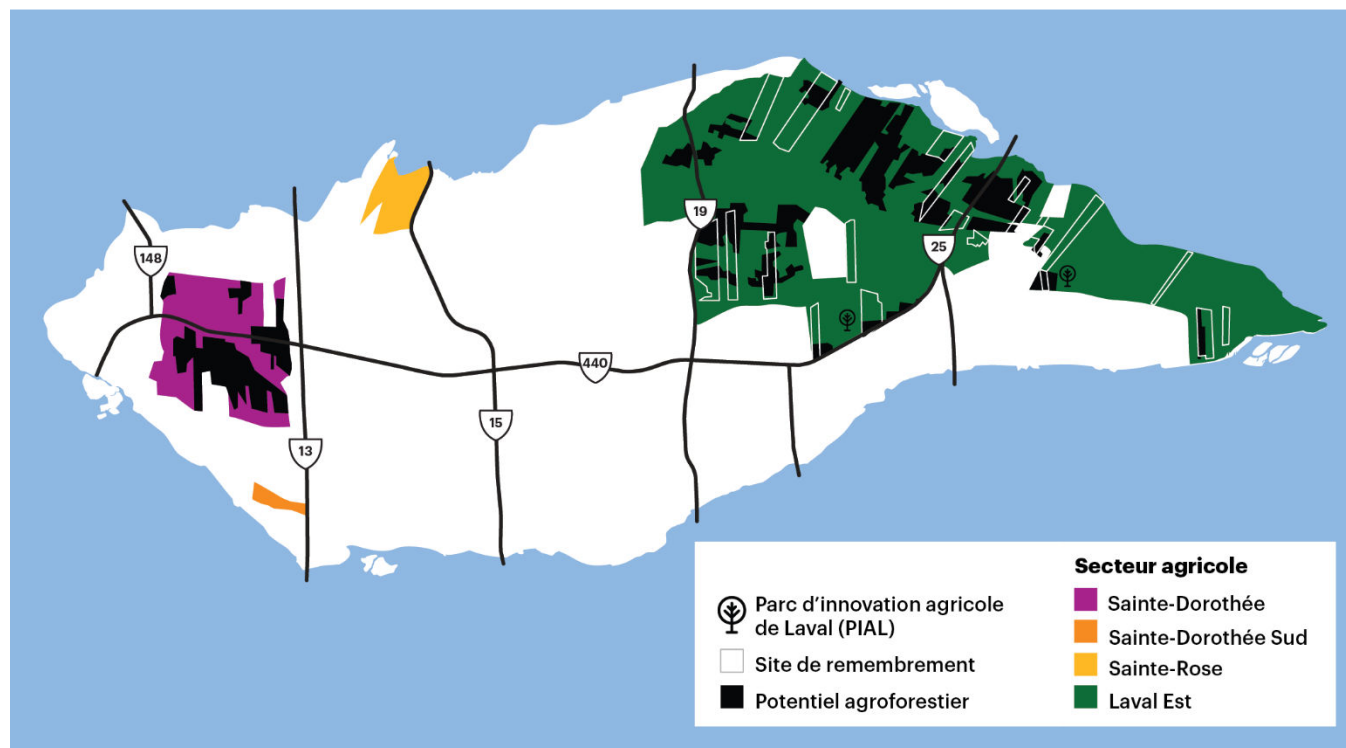 19
148
25
440
15
13
Parc d'innovation agricole
de Laval (PIAL)
Site de remembrement
Potentiel agroforestier
Secteur agricole
Sainte-Dorothée
Sainte-Dorothée Sud
Sainte-Rose
Laval Est